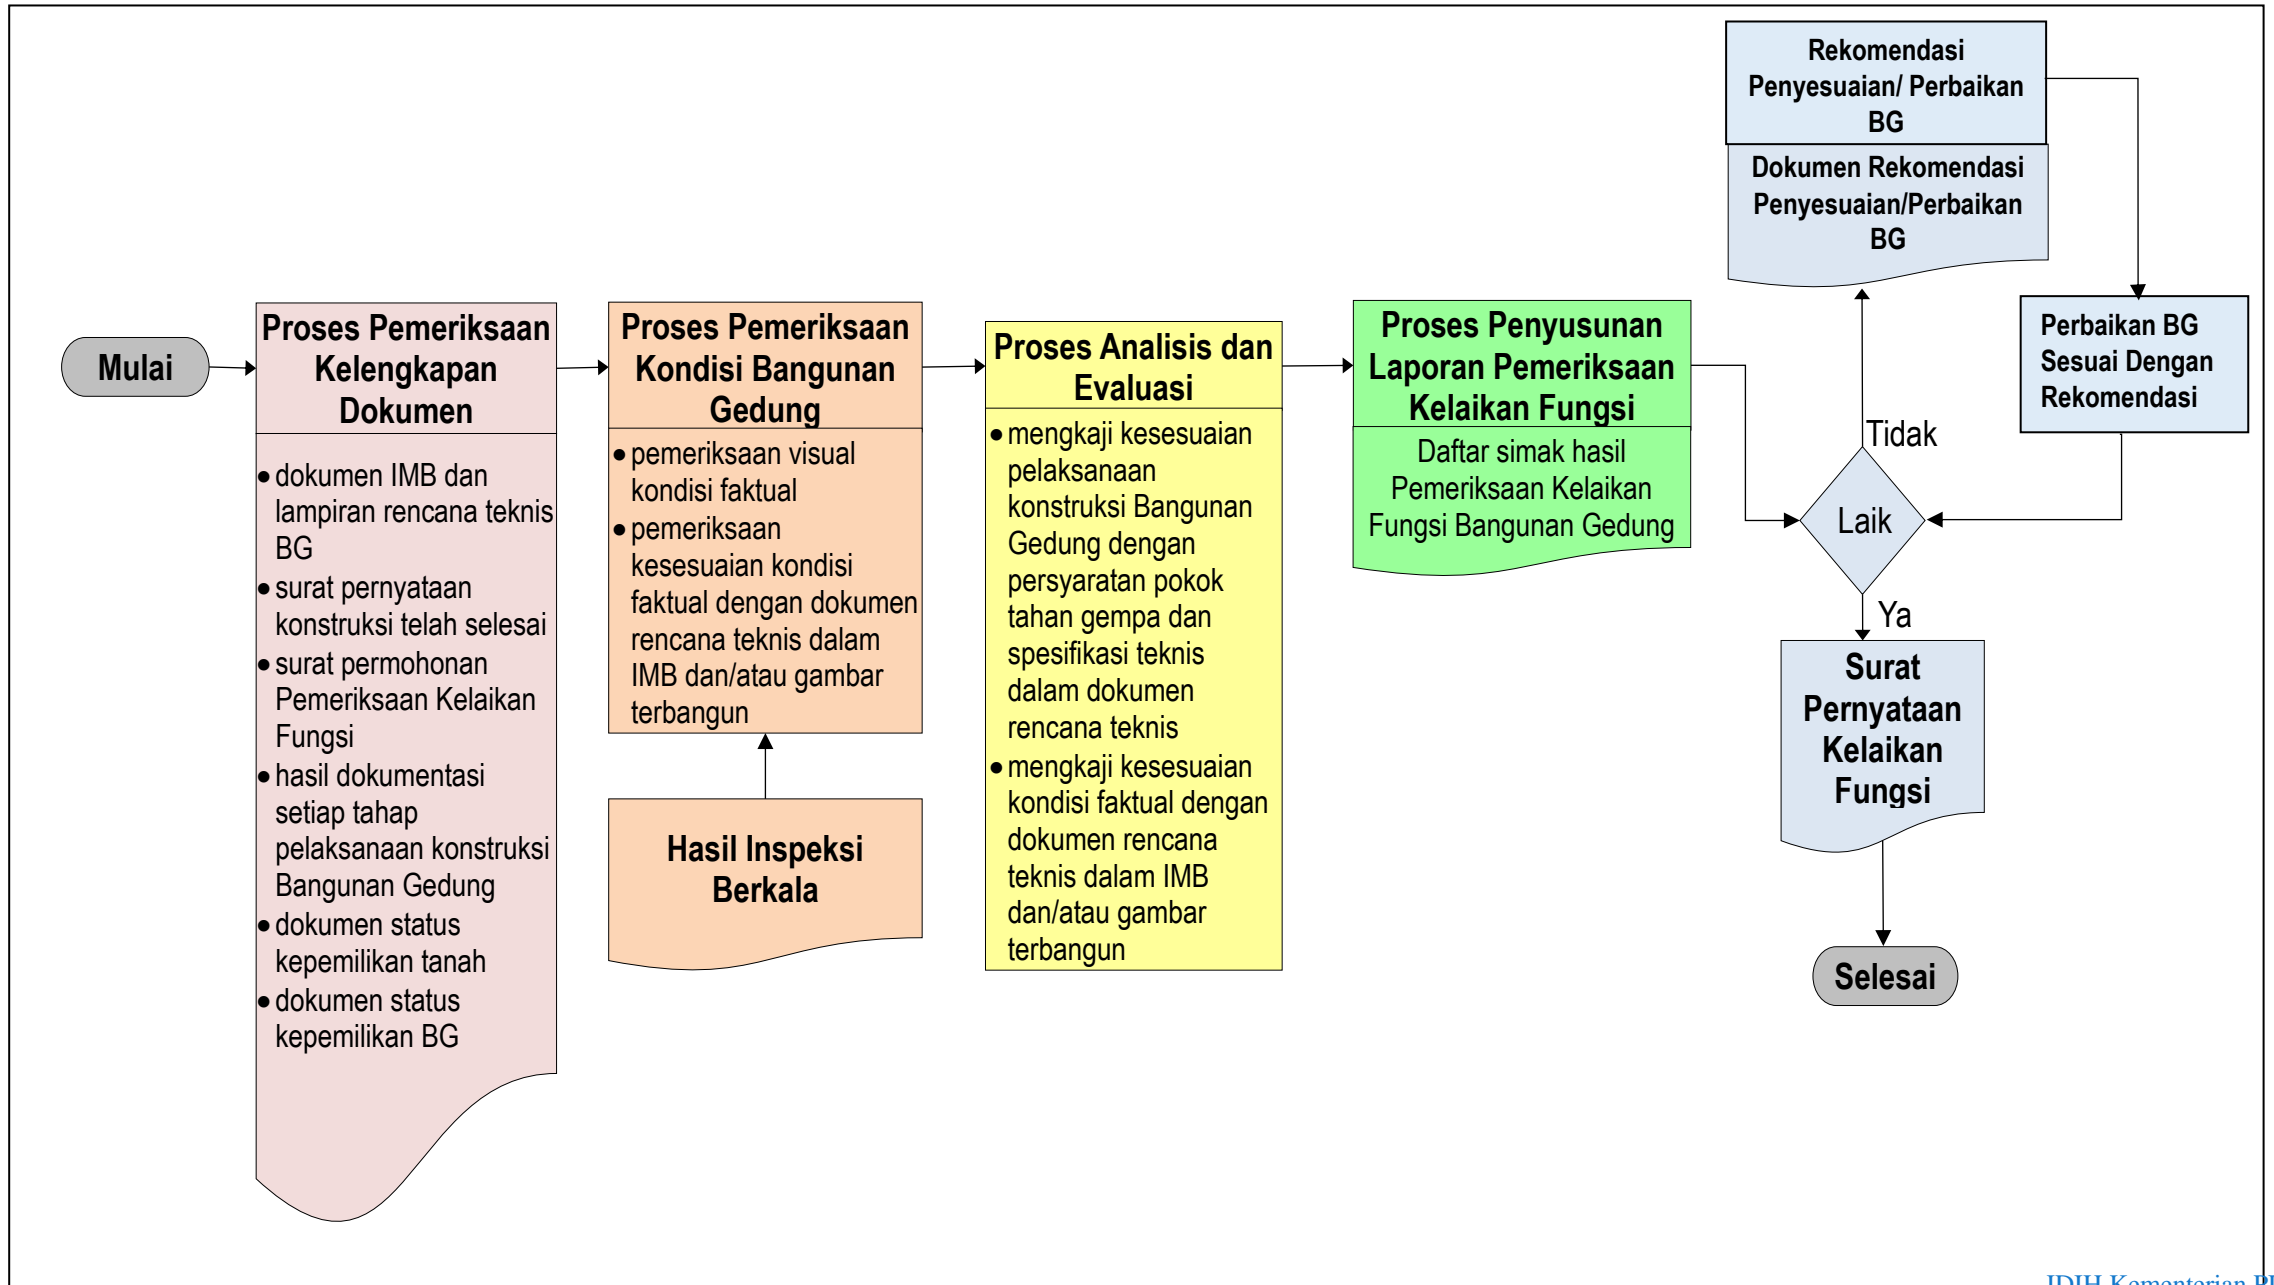 Mulai
Proses Pemeriksaan
Kelengkapan
Dokumen
• dokumen IMB dan
lampiran rencana teknis
BG
• surat pernyataan
konstruksi telah selesai
• surat permohonan
Pemeriksaan Kelaikan
Fungsi
• hasil dokumentasi
setiap tahap
pelaksanaan konstruksi
Bangunan Gedung
• dokumen status
kepemilikan tanah
• dokumen status
kepemilikan BG
Proses Pemeriksaan
Kondisi Bangunan
Gedung
• pemeriksaan visual
kondisi faktual
• pemeriksaan
kesesuaian kondisi
faktual dengan dokumen
rencana teknis dalam
IMB dan/atau gambar
terbangun
Hasil Inspeksi
Berkala
Proses Analisis dan
Evaluasi
• mengkaji kesesuaian
pelaksanaan
konstruksi Bangunan
Gedung dengan
persyaratan pokok
tahan gempa dan
spesifikasi teknis
dalam dokumen
rencana teknis
• mengkaji kesesuaian
kondisi faktual dengan
dokumen rencana
teknis dalam IMB
dan/atau gambar
terbangun
Proses Penyusunan
Laporan Pemeriksaan
Kelaikan Fungsi
Daftar simak hasil
Pemeriksaan Kelaikan
Fungsi Bangunan Gedung
Rekomendasi
Penyesuaian/ Perbaikan
BG
Dokumen Rekomendasi
Penyesuaian/Perbaikan
BG
Perbaikan BG
Sesuai Dengan
Rekomendasi
Tidak
Laik
Ya
Surat
Pernyataan
Kelaikan
Fungsi
Selesai
JDIH Kementerian